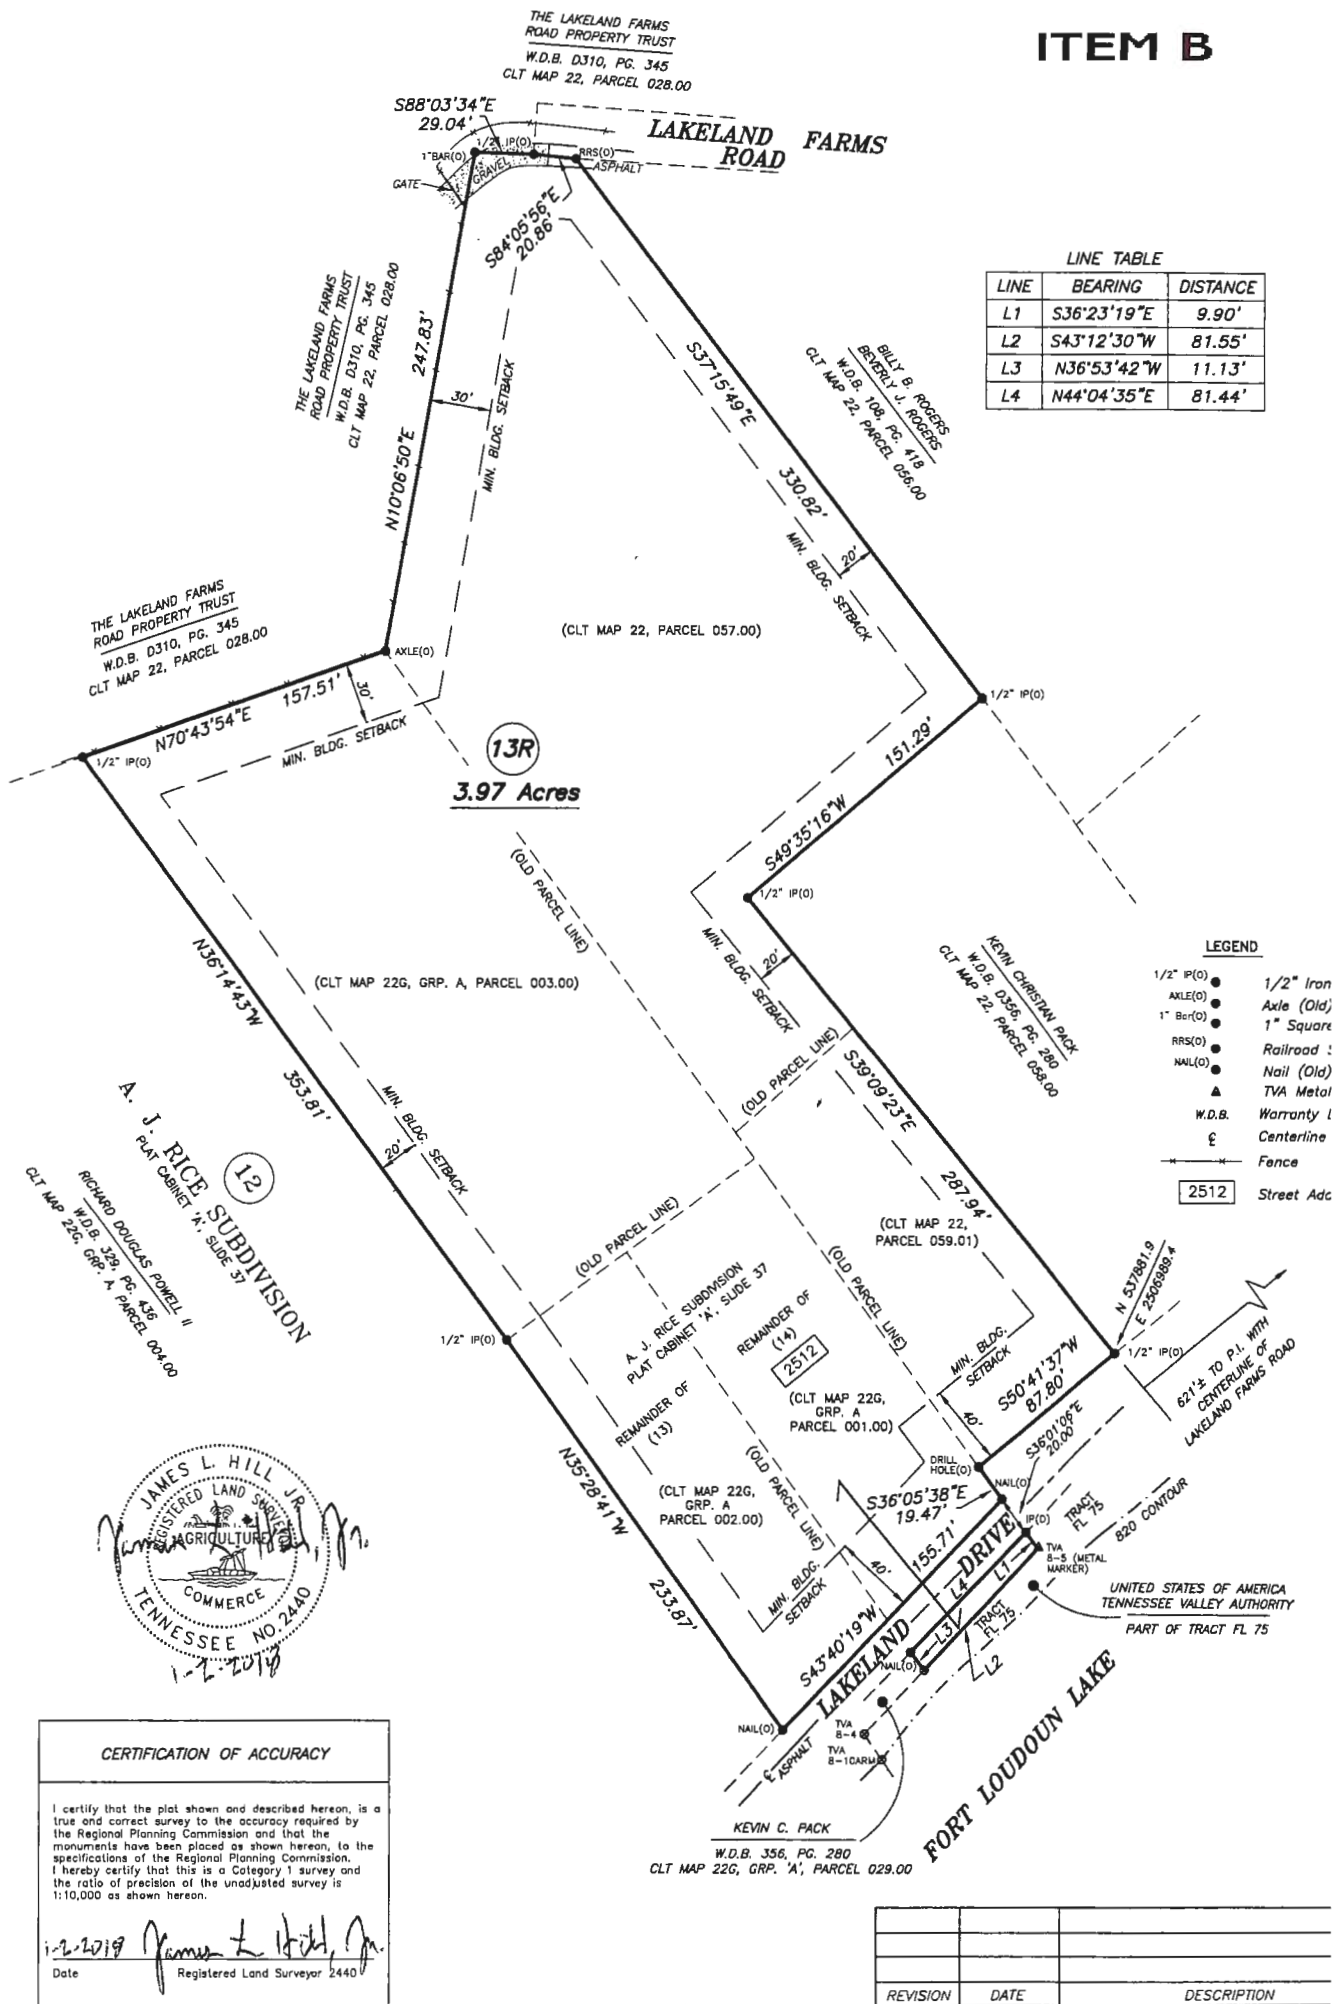 ITEM B
THE LAKELAND FARMS
ROAD PROPERTY TRUST
W.D.B. D310, PG. 345
CLT MAP 22, PARCEL 028.00
S88°03'34"E
29.04'
LAKELAND FARMS
ROAD
1/2" IP(O)
1"BAR(O)
RRS(O)
GRAVEL
ASPHALT
GATE
S84°05'56"E
20.86'
LINE TABLE
LINE BEARING DISTANCE
L1 S36°23'19"E 9.90'
L2 S43°12'30"W 81.55'
L3 N36°53'42"W 11.13'
L4 N44°04'35"E 81.44'
THE LAKELAND FARMS
ROAD PROPERTY TRUST
W.D.B. D310, PG. 345
CLT MAP 22, PARCEL 028.00
247.83'
N10°06'50"E
30'
MIN. BLDG. SETBACK
S37°15'49"E
330.82'
BILLY B. ROGERS
BEVERLY J. ROGERS
W.D.B. 108, PG. 418
CLT MAP 22, PARCEL 056.00
20'
MIN. BLDG. SETBACK
THE LAKELAND FARMS
ROAD PROPERTY TRUST
W.D.B. D310, PG. 345
CLT MAP 22, PARCEL 028.00
(CLT MAP 22, PARCEL 057.00)
AXLE(O)
N70°43'54"E
157.51'
30'
MIN. BLDG. SETBACK
1/2" IP(O)
1/2" IP(O)
13R
3.97 Acres
151.29'
S49°35'16"W
1/2" IP(O)
(OLD PARCEL LINE)
MIN. BLDG. SETBACK
20'
KEVIN CHRISTIAN PACK
W.D.B. D356, PG. 280
CLT MAP 22, PARCEL 058.00
LEGEND
1/2" IP(O) 1/2" Iron
AXLE(O) Axle (Old)
1" Bar(O) 1" Square
RRS(O) Railroad
NAIL(O) Nail (Old)
TVA Metal
W.D.B. Warranty
Centerline
Fence
2512 Street
N36°14'43"W
353.81'
(CLT MAP 22G, GRP. A, PARCEL 003.00)
(OLD PARCEL LINE)
S39°09'23"E
287.94'
MIN. BLDG. SETBACK
20'
A. J. RICE SUBDIVISION
PLAT CABINET 'A', SLIDE 37
12
RICHARD DOUGLAS POWELL II
W.D.B. 329, PG. 436
CLT MAP 22G, GRP. A, PARCEL 004.00
(OLD PARCEL LINE)
(CLT MAP 22,
PARCEL 059.01)
(OLD PARCEL LINE)
N 537881.9
E 2506989.4
1/2" IP(O)
1/2" IP(O)
A. J. RICE SUBDIVISION
PLAT CABINET 'A', SLIDE 37
REMAINDER OF
(14)
2512
(CLT MAP 22G,
GRP. A
PARCEL 001.00)
REMAINDER OF
(13)
MIN. BLDG.
SETBACK
40'
S50°41'37"W
87.80'
621'± TO P.I. WITH
CENTERLINE OF
LAKELAND FARMS ROAD
N35°28'41"W
233.87'
(OLD PARCEL LINE)
(CLT MAP 22G,
GRP. A
PARCEL 002.00)
DRILL
HOLE(O)
NAIL(O)
S36°01'06"E
20.00'
S36°05'38"E
19.47'
IP(O)
TRACT
FL 75
820 CONTOUR
TVA
8-5 (METAL
MARKER)
MIN. BLDG.
SETBACK
40'
S43°40'19"W
155.71'
LAKELAND DRIVE
L4
L1
L3
L2
TRACT
FL 75
NAIL(O)
NAIL(O)
ASPHALT
TVA
8-4
TVA
8-10ARM
UNITED STATES OF AMERICA
TENNESSEE VALLEY AUTHORITY
PART OF TRACT FL 75
FORT LOUDOUN LAKE
KEVIN C. PACK
W.D.B. 356, PG. 280
CLT MAP 22G, GRP. 'A', PARCEL 029.00
JAMES L. HILL JR.
REGISTERED LAND SURVEYOR
AGRICULTURE
COMMERCE
TENNESSEE NO. 2440
James L. Hill, Jr.
1-2-2018
CERTIFICATION OF ACCURACY
I certify that the plat shown and described hereon, is a
true and correct survey to the accuracy required by
the Regional Planning Commission and that the
monuments have been placed as shown hereon, to the
specifications of the Regional Planning Commission.
I hereby certify that this is a Category 1 survey and
the ratio of precision of the unadjusted survey is
1:10,000 as shown hereon.
1-2-2018 James L. Hill, Jr.
Date Registered Land Surveyor 2440
REVISION DATE DESCRIPTION